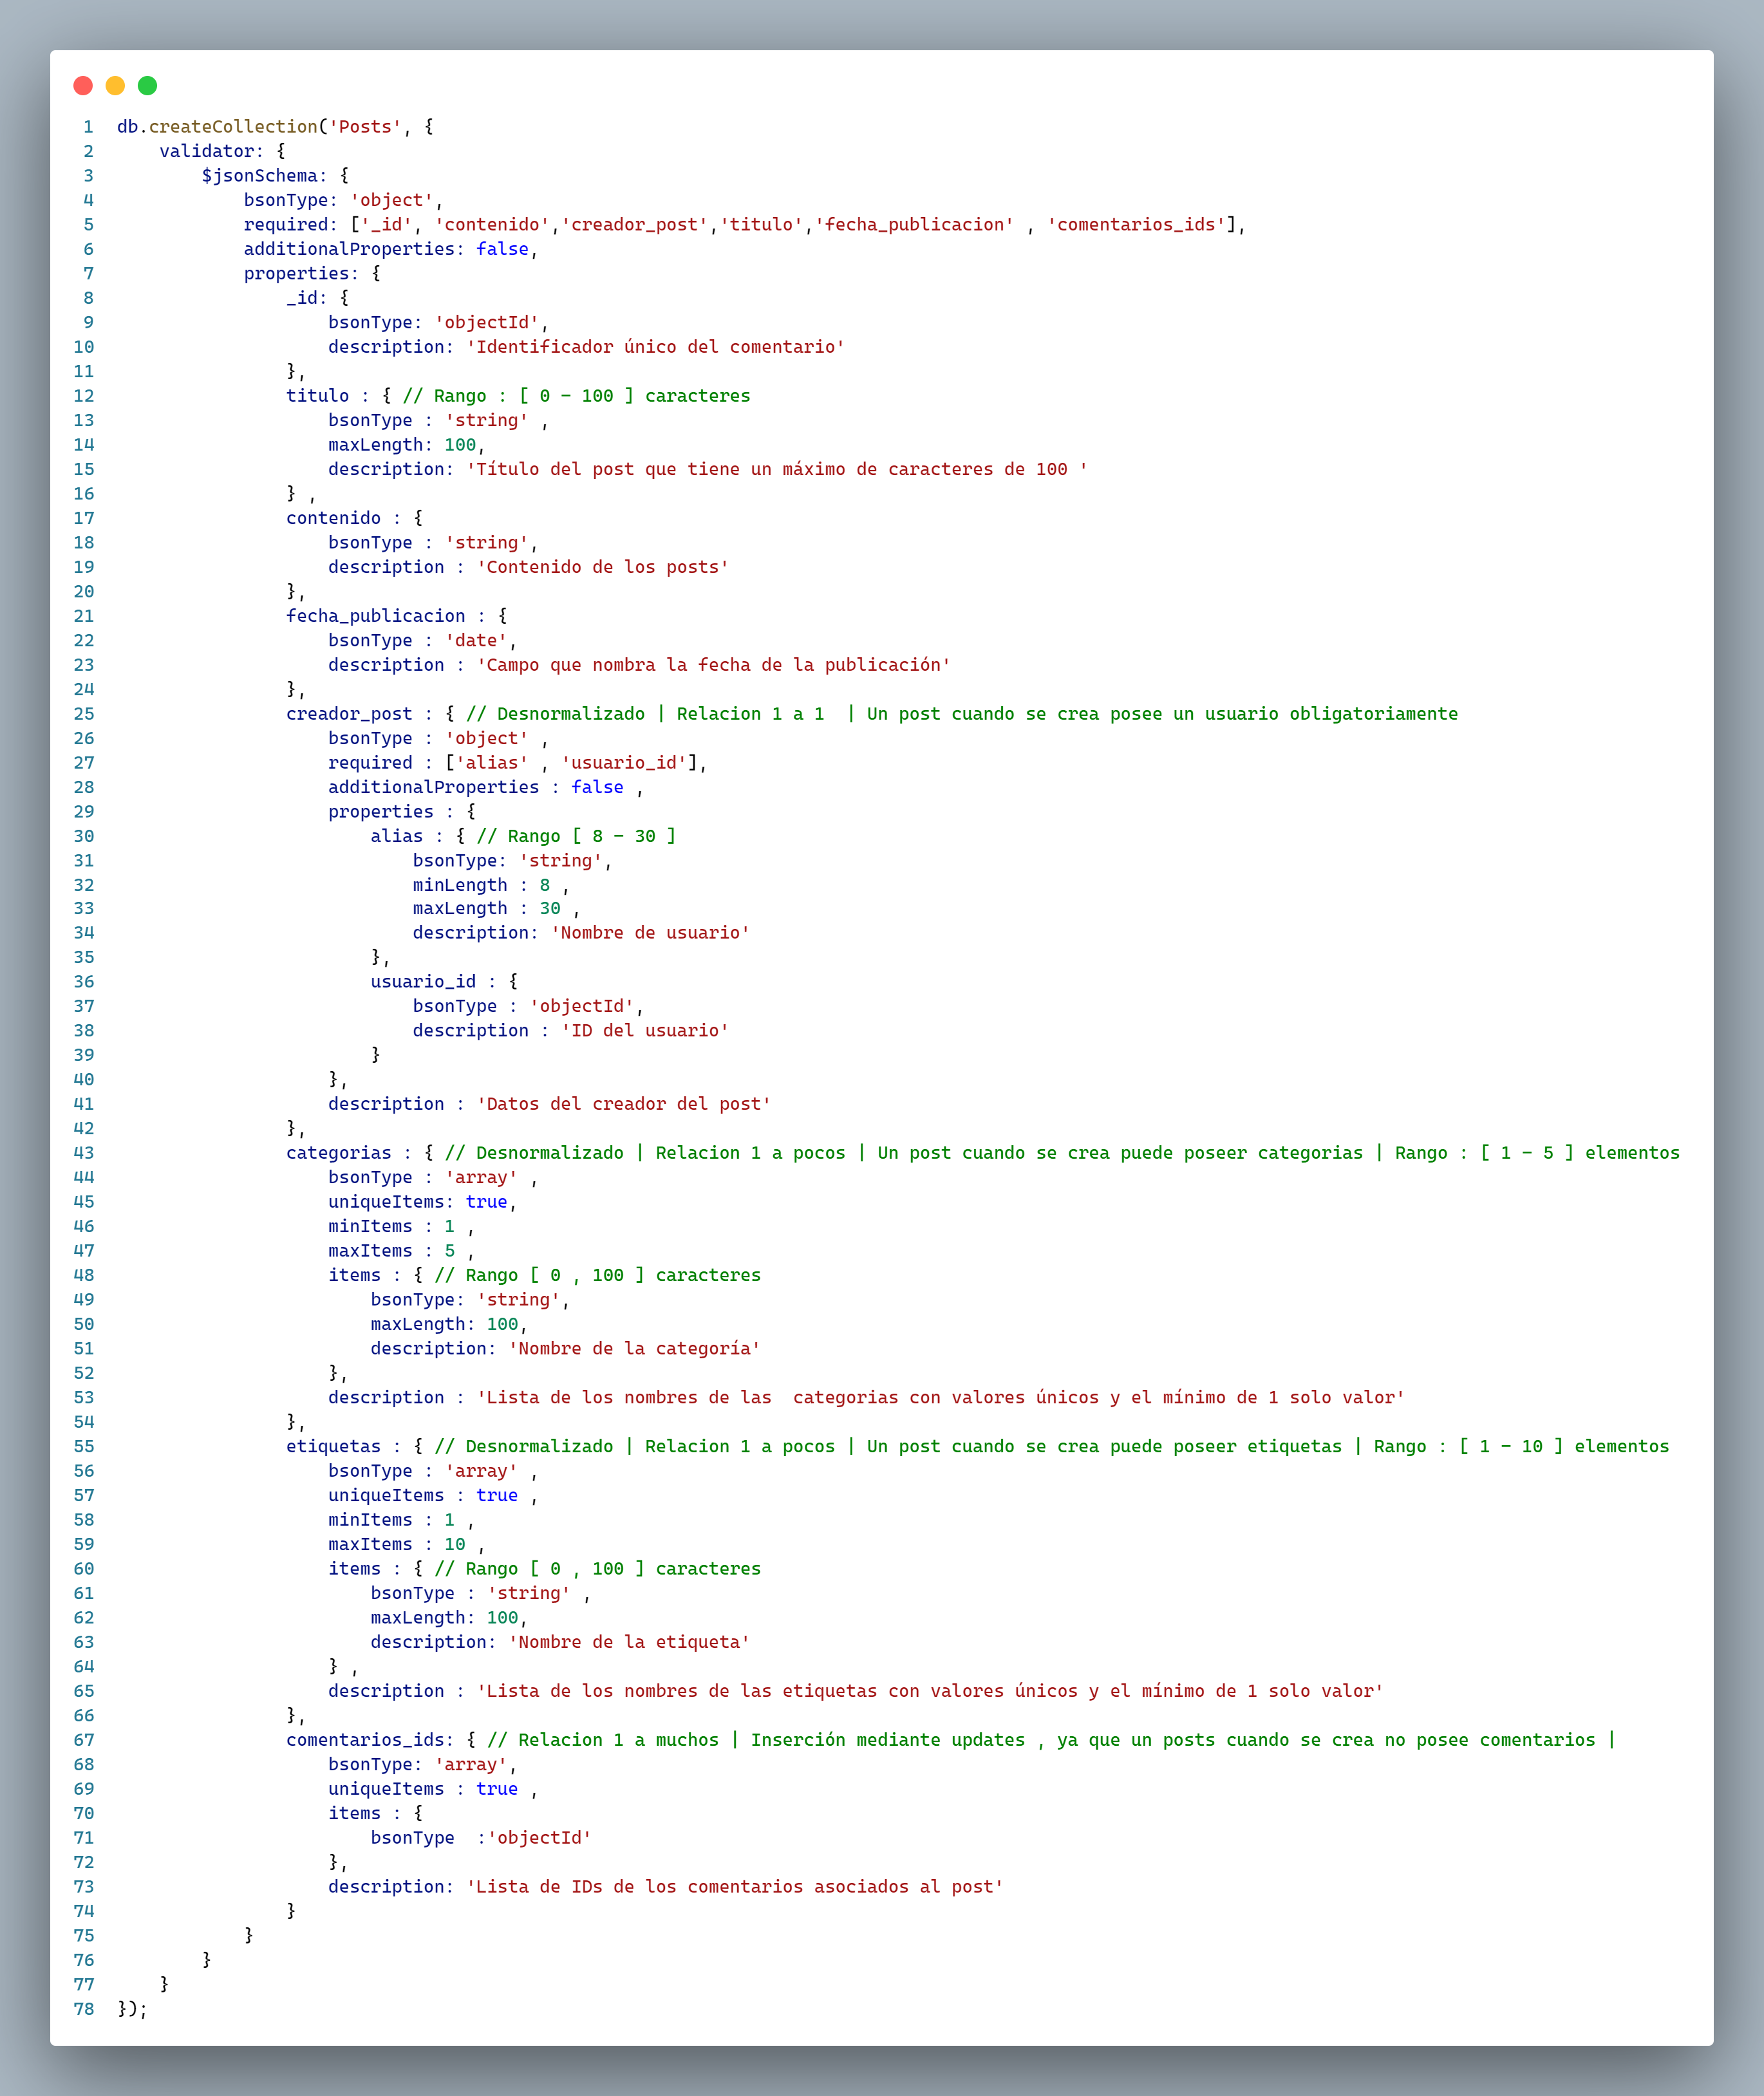 1 db.createCollection('Posts', {
2 validator: {
3 $jsonSchema: {
4 bsonType: 'object',
5 required: ['_id', 'contenido','creador_post','titulo','fecha_publicacion' , 'comentarios_ids'],
6 additionalProperties: false,
7 properties: {
8 _id: {
9 bsonType: 'objectId',
10 description: 'Identificador único del comentario'
11 },
12 titulo : { // Rango : [ 0 - 100 ] caracteres
13 bsonType : 'string' ,
14 maxLength: 100,
15 description: 'Título del post que tiene un máximo de caracteres de 100 '
16 } ,
17 contenido : {
18 bsonType : 'string',
19 description : 'Contenido de los posts'
20 },
21 fecha_publicacion : {
22 bsonType : 'date',
23 description : 'Campo que nombra la fecha de la publicación'
24 },
25 creador_post : { // Desnormalizado | Relacion 1 a 1  | Un post cuando se crea posee un usuario obligatoriamente
26 bsonType : 'object' ,
27 required : ['alias' , 'usuario_id'],
28 additionalProperties : false ,
29 properties : {
30 alias : { // Rango [ 8 - 30 ]
31 bsonType: 'string',
32 minLength : 8 ,
33 maxLength : 30 ,
34 description: 'Nombre de usuario'
35 },
36 usuario_id : {
37 bsonType : 'objectId',
38 description : 'ID del usuario'
39 }
40 },
41 description : 'Datos del creador del post'
42 },
43 categorias : { // Desnormalizado | Relacion 1 a pocos | Un post cuando se crea puede poseer categorias | Rango : [ 1 - 5 ] elementos
44 bsonType : 'array' ,
45 uniqueItems: true,
46 minItems : 1 ,
47 maxItems : 5 ,
48 items : { // Rango [ 0 , 100 ] caracteres
49 bsonType: 'string',
50 maxLength: 100,
51 description: 'Nombre de la categoría'
52 },
53 description : 'Lista de los nombres de las  categorias con valores únicos y el mínimo de 1 solo valor'
54 },
55 etiquetas : { // Desnormalizado | Relacion 1 a pocos | Un post cuando se crea puede poseer etiquetas | Rango : [ 1 - 10 ] elementos
56 bsonType : 'array' ,
57 uniqueItems : true ,
58 minItems : 1 ,
59 maxItems : 10 ,
60 items : { // Rango [ 0 , 100 ] caracteres
61 bsonType : 'string' ,
62 maxLength: 100,
63 description: 'Nombre de la etiqueta'
64 } ,
65 description : 'Lista de los nombres de las etiquetas con valores únicos y el mínimo de 1 solo valor'
66 },
67 comentarios_ids: { // Relacion 1 a muchos | Inserción mediante updates , ya que un posts cuando se crea no posee comentarios |
68 bsonType: 'array',
69 uniqueItems : true ,
70 items : {
71 bsonType  :'objectId'
72 },
73 description: 'Lista de IDs de los comentarios asociados al post'
74 }
75 }
76 }
77 }
78 });